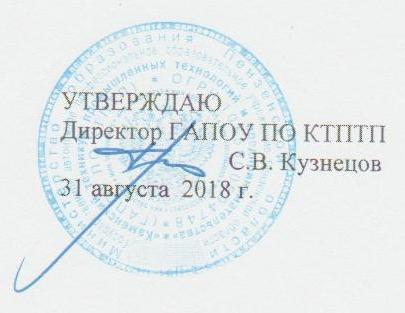 УТВЕРЖДАЮ
Директор ГАПОУ ПО КТПТП
С.В. Кузнецов
31 августа 2018 г.